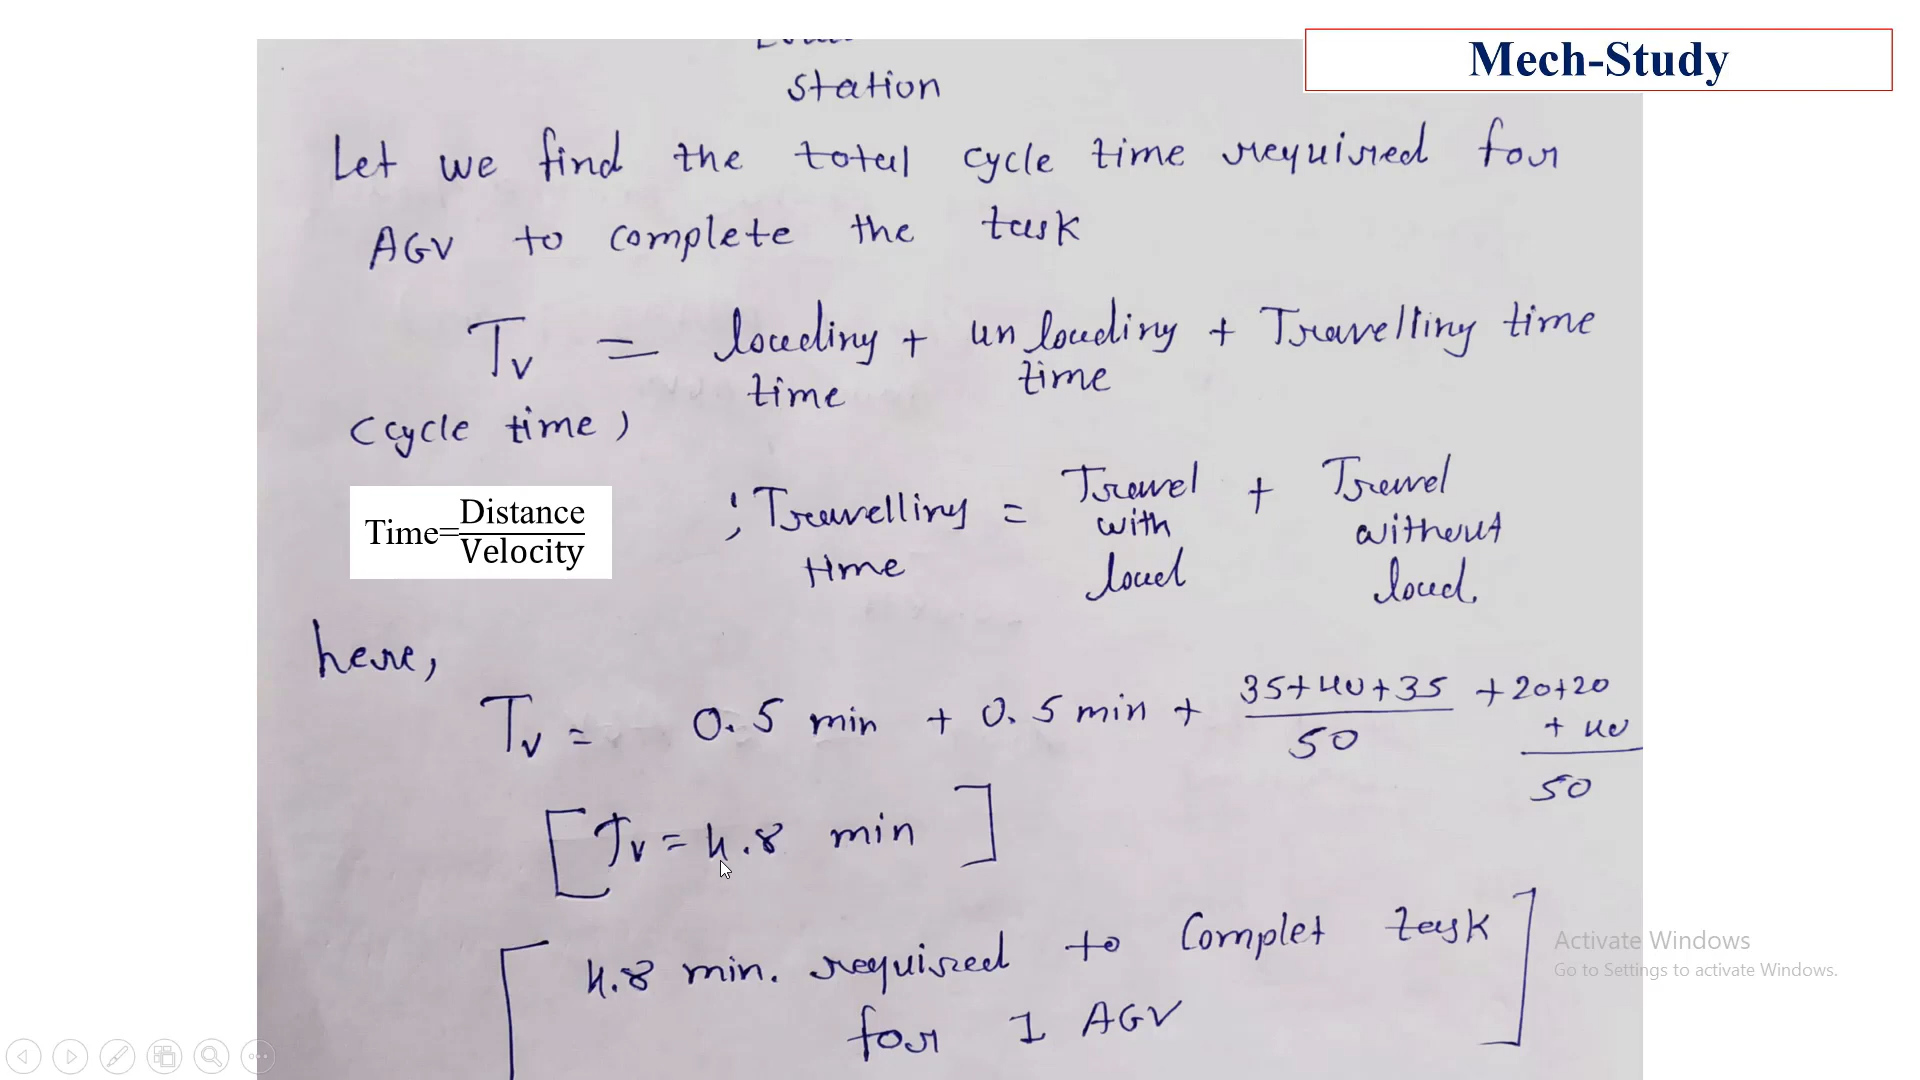 Mech-Study
station
Let we find the total cycle time required for
AGV to complete the task
Tv = loading + unloading + Travelling time
time time
(cycle time)
Time=Distance/Velocity
; Travelling time = Travel with load + Travel without load.
here,
Tv = 0.5 min + 0.5 min + 35+40+35/50 + 20+20+40/50
[Tv = 4.8 min]
4.8 min. required to Complet task
for 1 AGV
Activate Windows
Go to Settings to activate Windows.